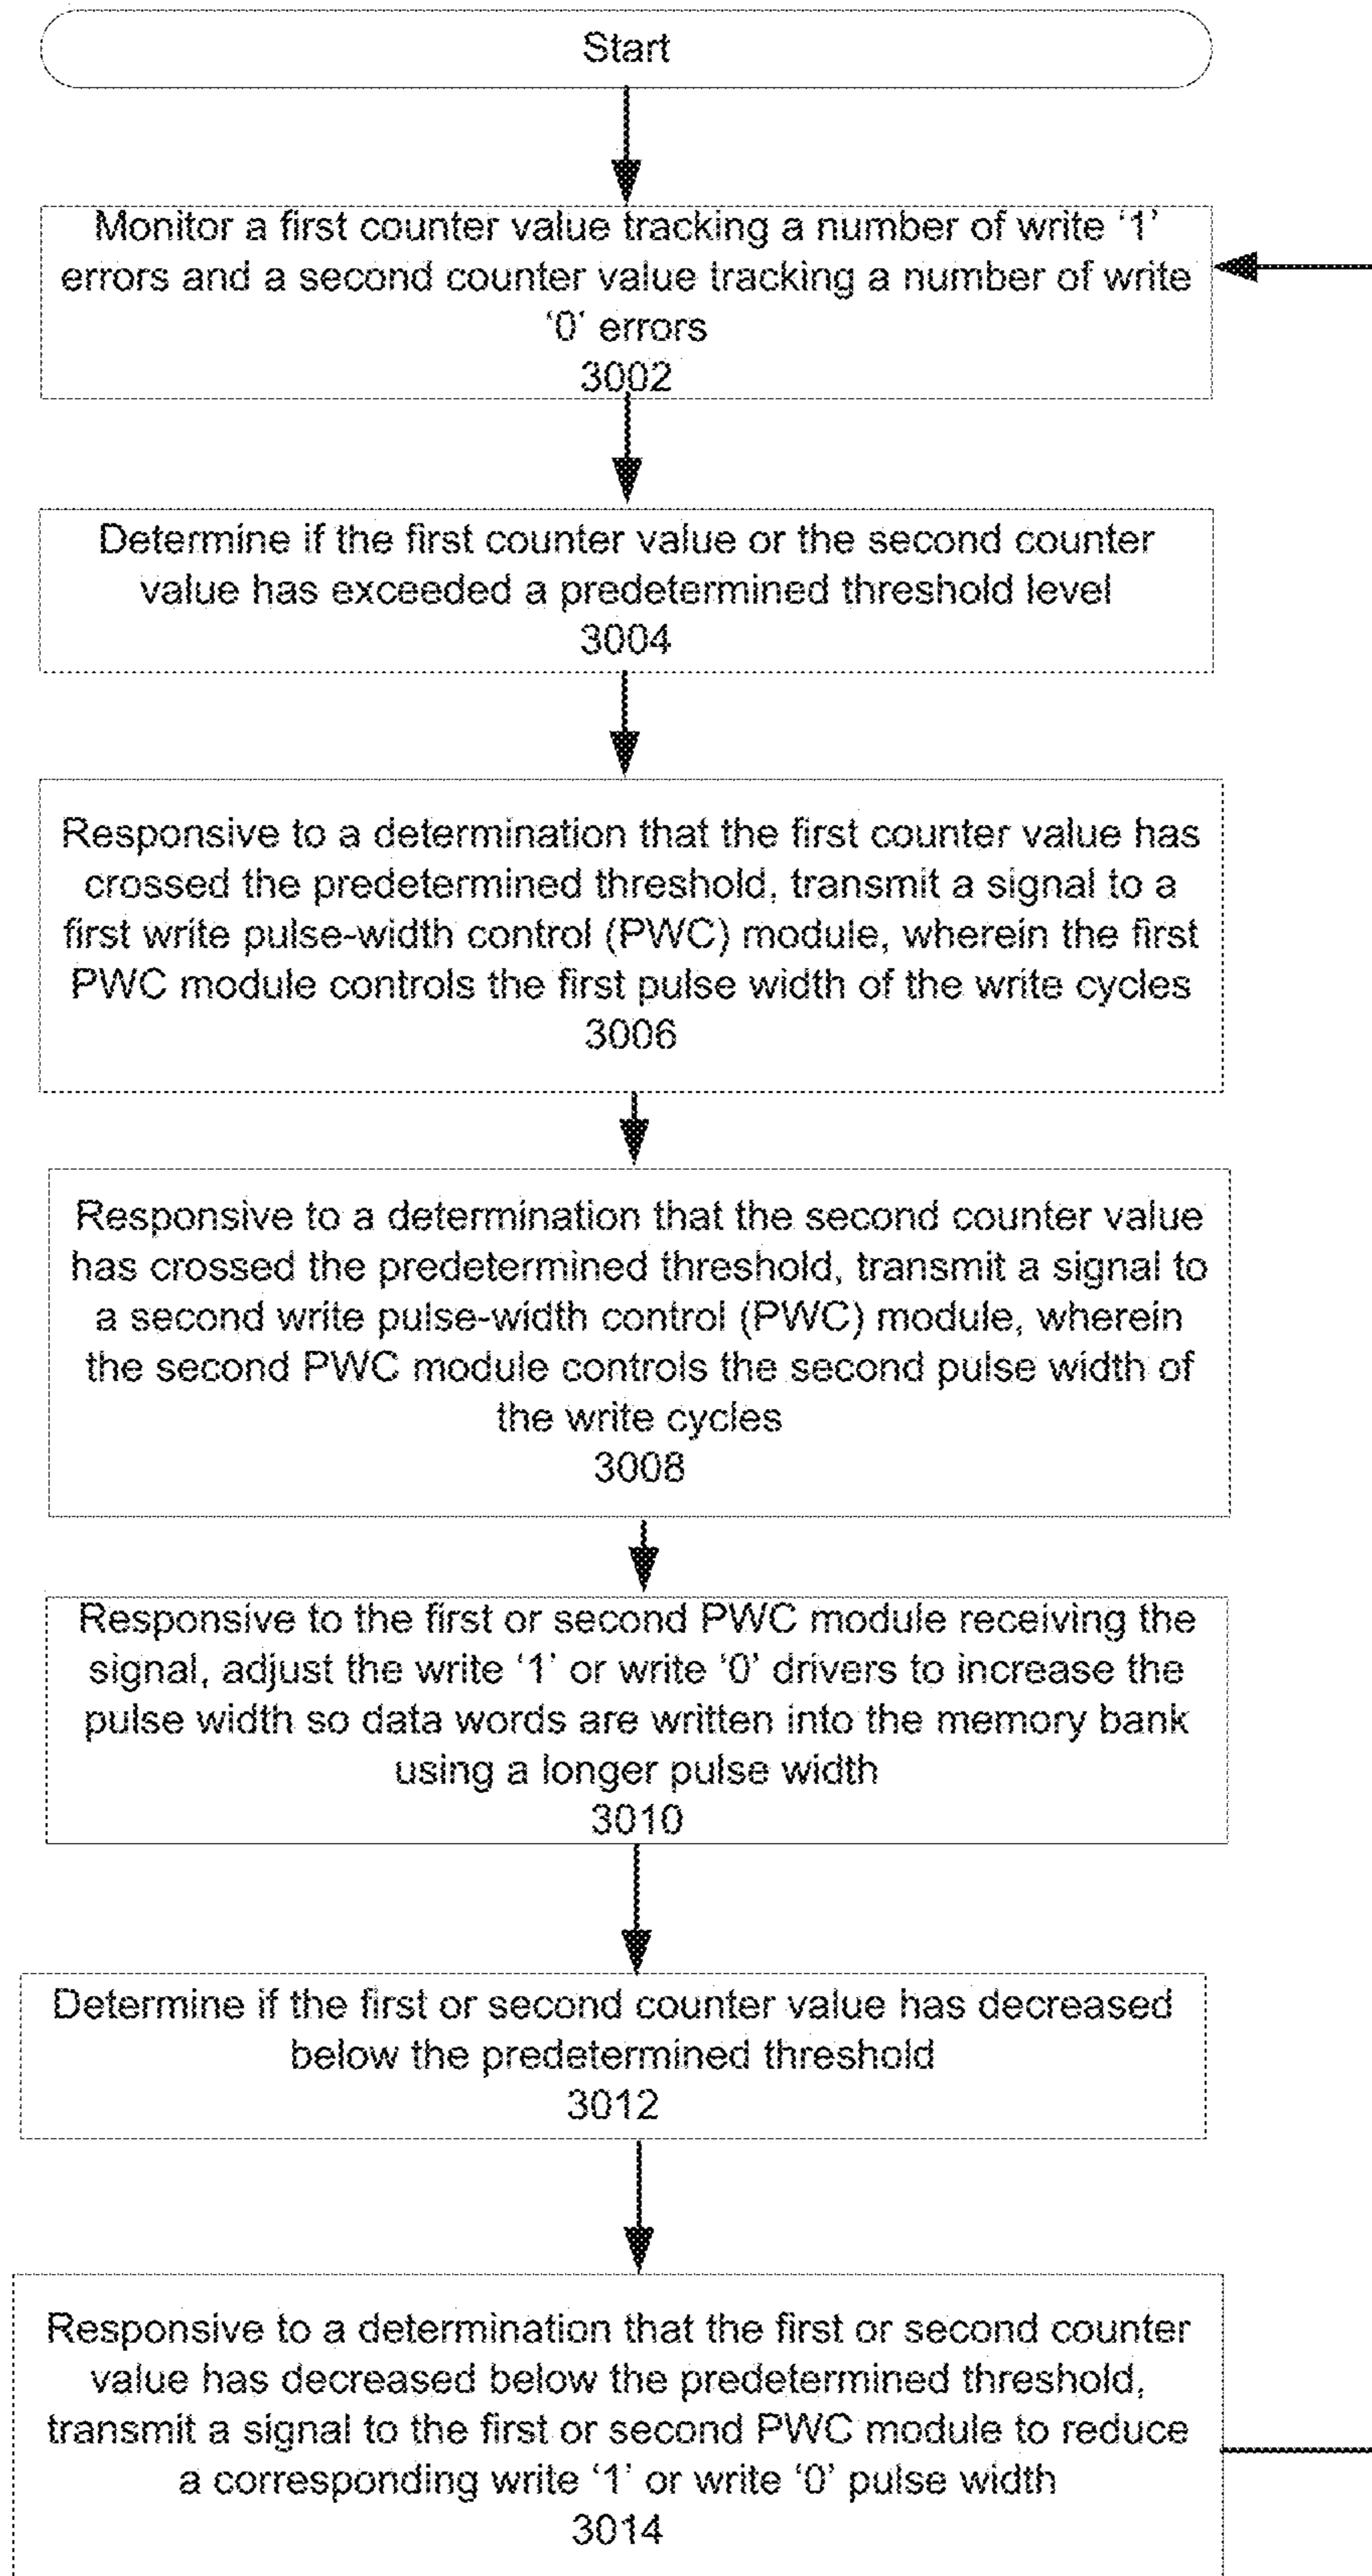 Start
Monitor a first counter value tracking a number of write ‘1’
errors and a second counter value tracking a number of write
‘0‘ errors
3002
Determine if the first counter value or the second counter
value has exceeded a predetermined threshold level
3004
Responsive to a determination that the first counter value has
crossed the predetermined threshold, transmit a signal to a
first write pulse-width control (PWC) module, wherein the first
PWC module controls the first pulse width of the write cycles
3006
Responsive to a determination that the second counter value
has crossed the predetermined threshold, transmit a signal to
a second write pulse-width control (PWC) module, wherein
the second PWC module controls the second pulse width of
the write cycles
3008
Responsive to the first or second PWC module receiving the
signal, adjust the write ‘1’ or write ‘0’ drivers to increase the
pulse width so data words are written into the memory bank
using a longer pulse width
3010
Determine if the first or second counter value has decreased
below the predetermined threshold
3012
Responsive to a determination that the first or second counter
value has decreased below the predetermined threshold,
transmit a signal to the first or second PWC module to reduce
a corresponding write ‘1’ or write ‘0’ pulse width
3014